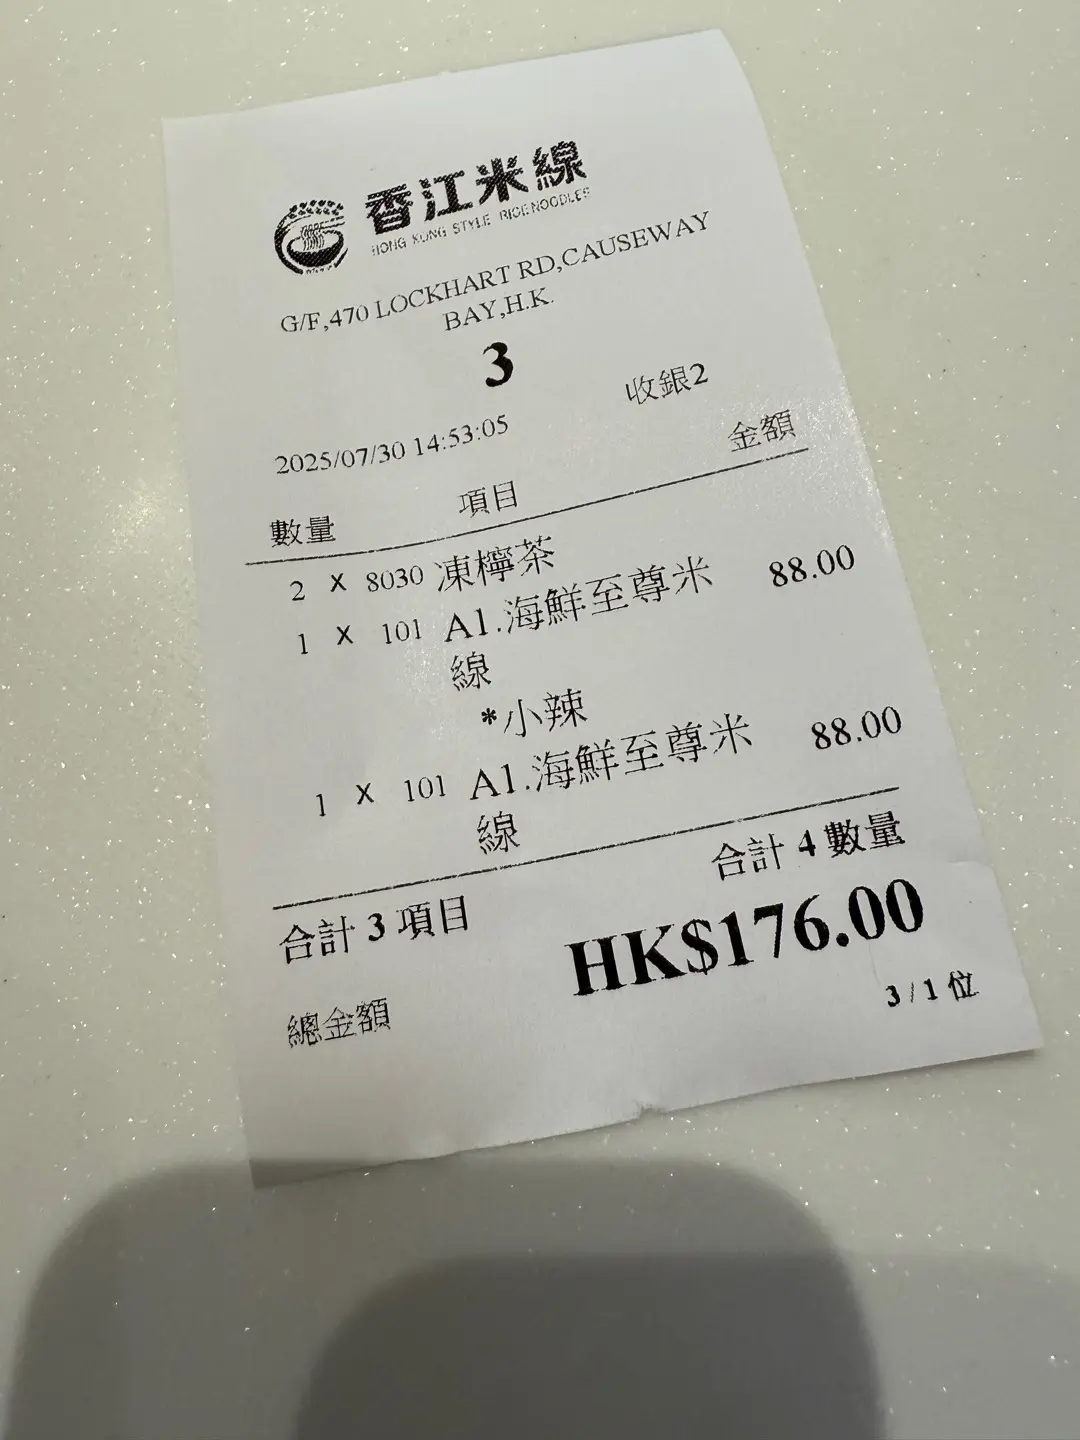 香江米線
HONG KONG STYLE RICE NOODLES
G/F,470 LOCKHART RD,CAUSEWAY
BAY,H.K.
3
2025/07/30 14:53:05 收銀2
數量 項目 金額
2 X 8030 凍檸茶
1 X 101 A1.海鮮至尊米 88.00
線
*小辣
1 X 101 A1.海鮮至尊米 88.00
線
合計 3 項目 合計 4 數量
總金額 HK$176.00
3 / 1 位